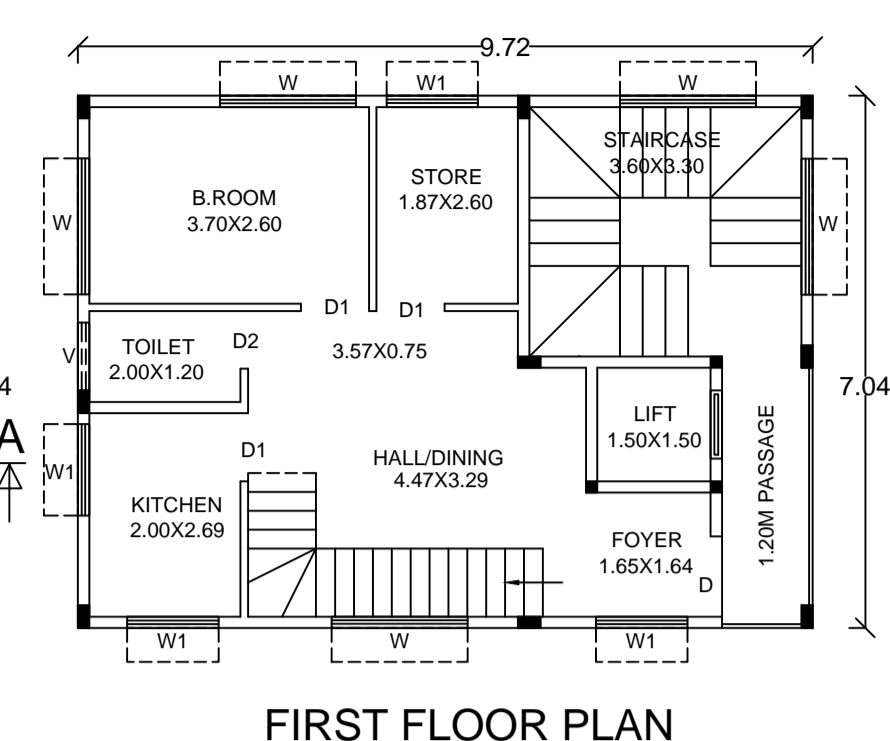 9.72
W
W1
W
STAIRCASE
3.60X3.30
STORE
1.87X2.60
B.ROOM
3.70X2.60
W
W
D1
D1
D2
V
TOILET
2.00X1.20
3.57X0.75
4
7.04
A
LIFT
1.50X1.50
1.20M PASSAGE
D1
HALL/DINING
4.47X3.29
W1
KITCHEN
2.00X2.69
FOYER
1.65X1.64
D
W1
W
W1
FIRST FLOOR PLAN